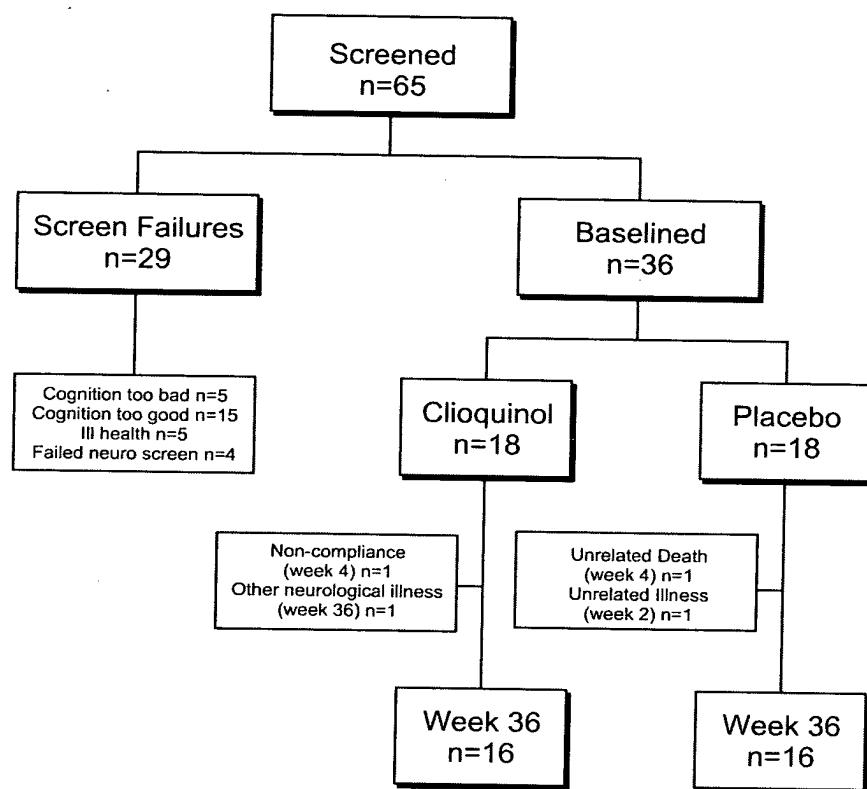 Screened
n=65
Screen Failures
n=29
Baselined
n=36
Cognition too bad n=5
Cognition too good n=15
Ill health n=5
Failed neuro screen n=4
Clioquinol
n=18
Placebo
n=18
Non-compliance
(week 4) n=1
Other neurological illness
(week 36) n=1
Unrelated Death
(week 4) n=1
Unrelated Illness
(week 2) n=1
Week 36
n=16
Week 36
n=16